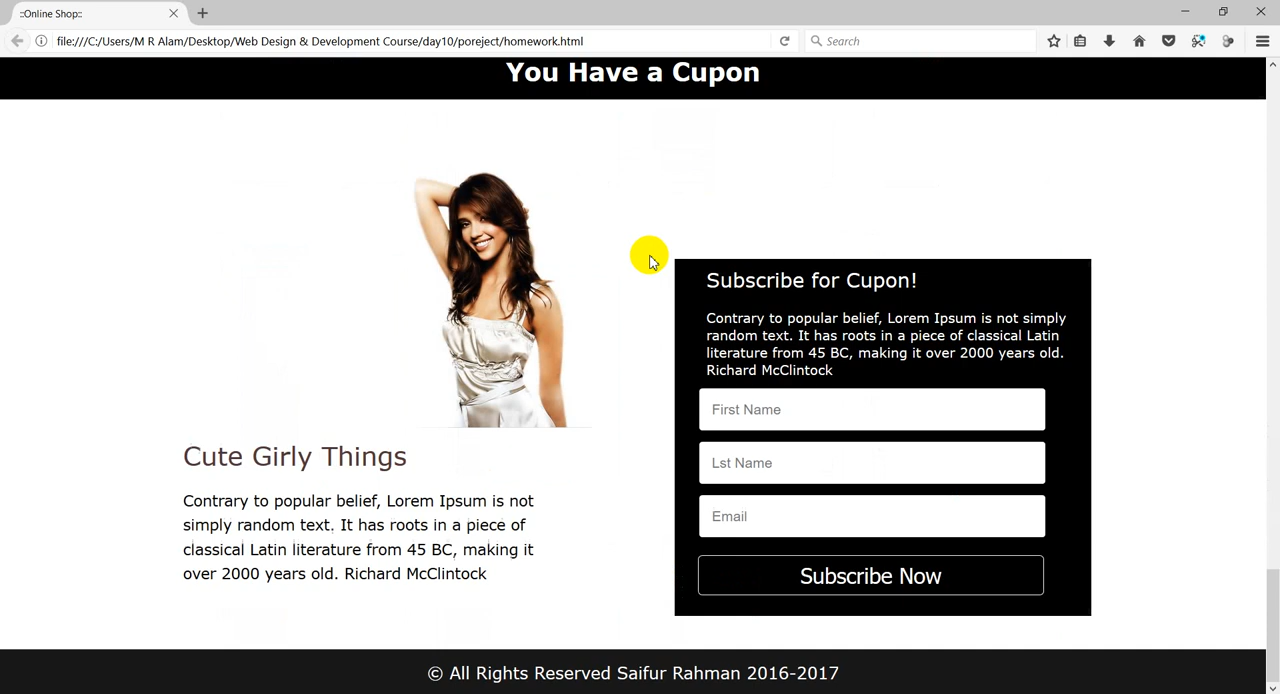 ::Online Shop::
file:///C:/Users/M R Alam/Desktop/Web Design & Development Course/day10/poreject/homework.html
Search
You Have a Cupon
Cute Girly Things
Contrary to popular belief, Lorem Ipsum is not
simply random text. It has roots in a piece of
classical Latin literature from 45 BC, making it
over 2000 years old. Richard McClintock
Subscribe for Cupon!
Contrary to popular belief, Lorem Ipsum is not simply
random text. It has roots in a piece of classical Latin
literature from 45 BC, making it over 2000 years old.
Richard McClintock
First Name
Lst Name
Email
Subscribe Now
© All Rights Reserved Saifur Rahman 2016-2017